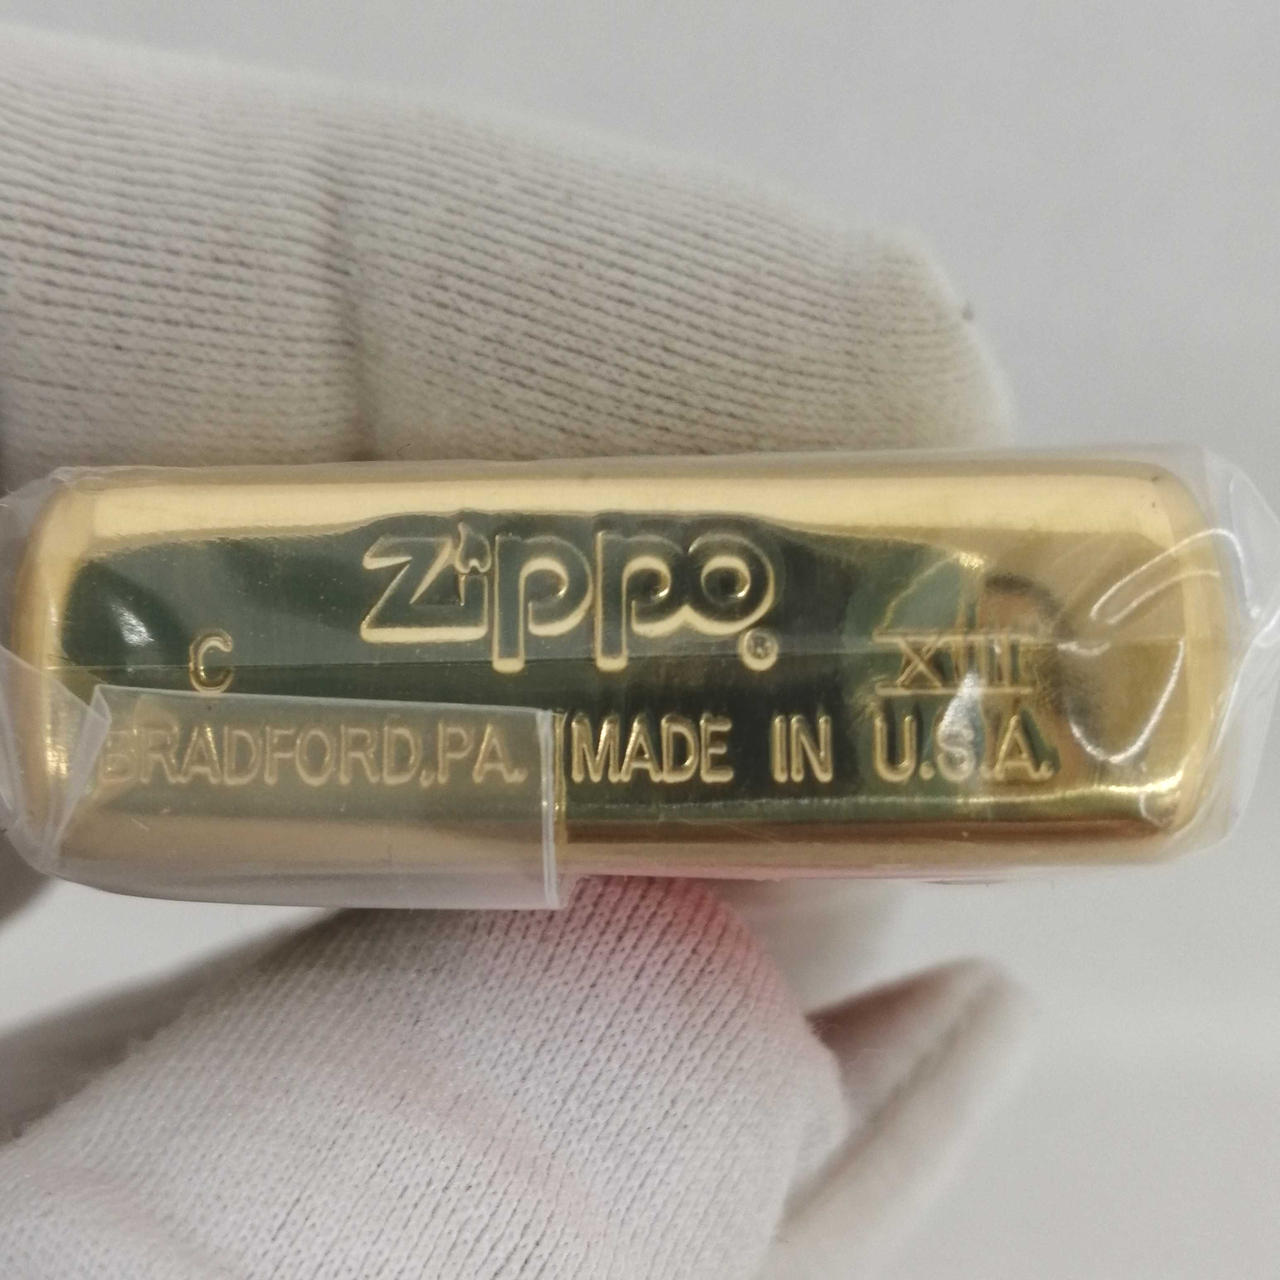 Zippo ®
C XIII
BRADFORD, PA. MADE IN U.S.A.